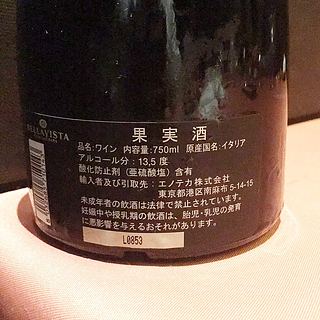 BELLAVISTA
果実酒
品名:ワイン 内容量:750ml 原産国名:イタリア
アルコール分:13.5度
酸化防止剤(亜硫酸塩)含有
輸入者及び引取先:エノテカ株式会社
東京都港区南麻布5-14-15
未成年者の飲酒は法律で禁止されています。
妊娠中や授乳期の飲酒は、胎児・乳児の発育
に悪影響を与えるおそれがあります。
L0853